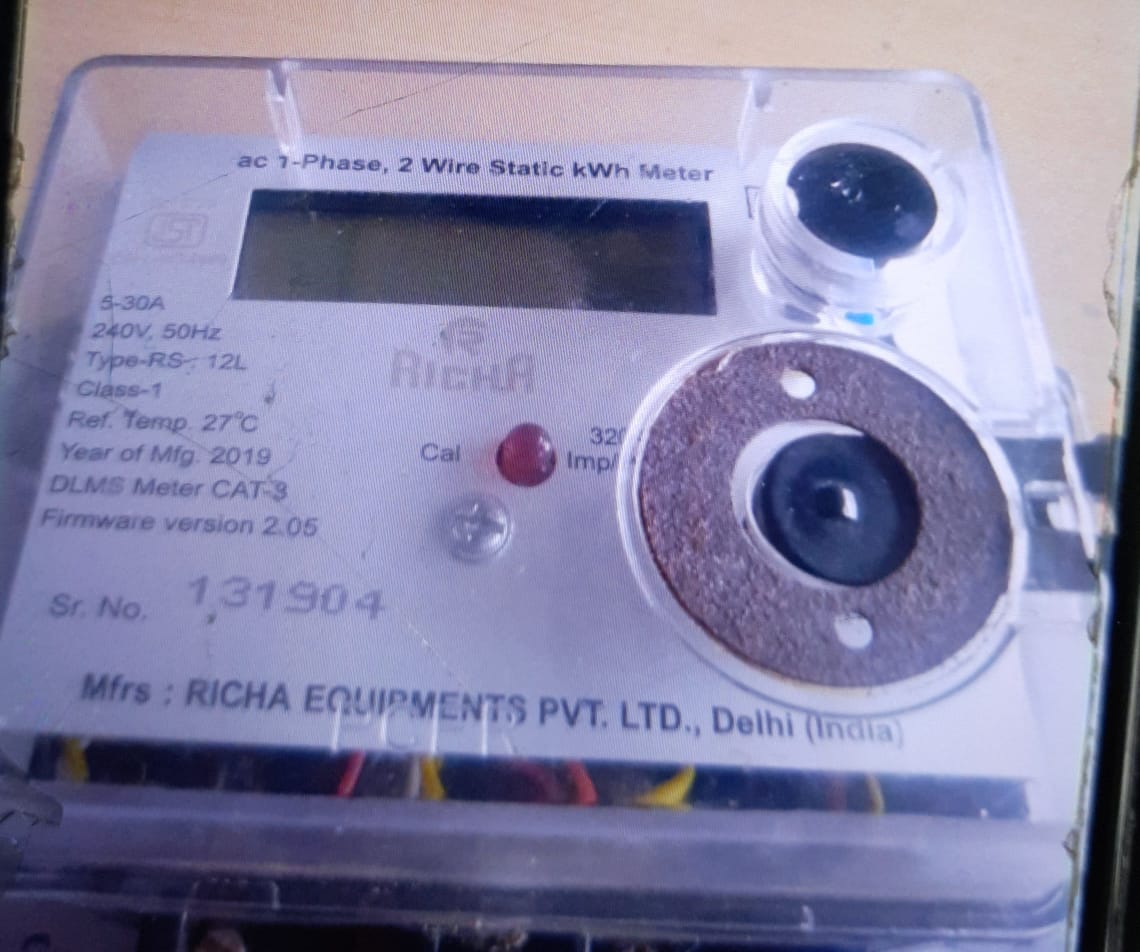 ac 1-Phase, 2 Wire Static kWh Meter
5-30A
240V, 50Hz
Type-RS- 12L
Class-1
Ref. Temp. 27°C
Year of Mfg. 2019
DLMS Meter CAT-3
Firmware version 2.05
RICHA
Cal
Imp/
Sr. No. 131904
Mfrs : RICHA EQUIPMENTS PVT. LTD., Delhi (India)